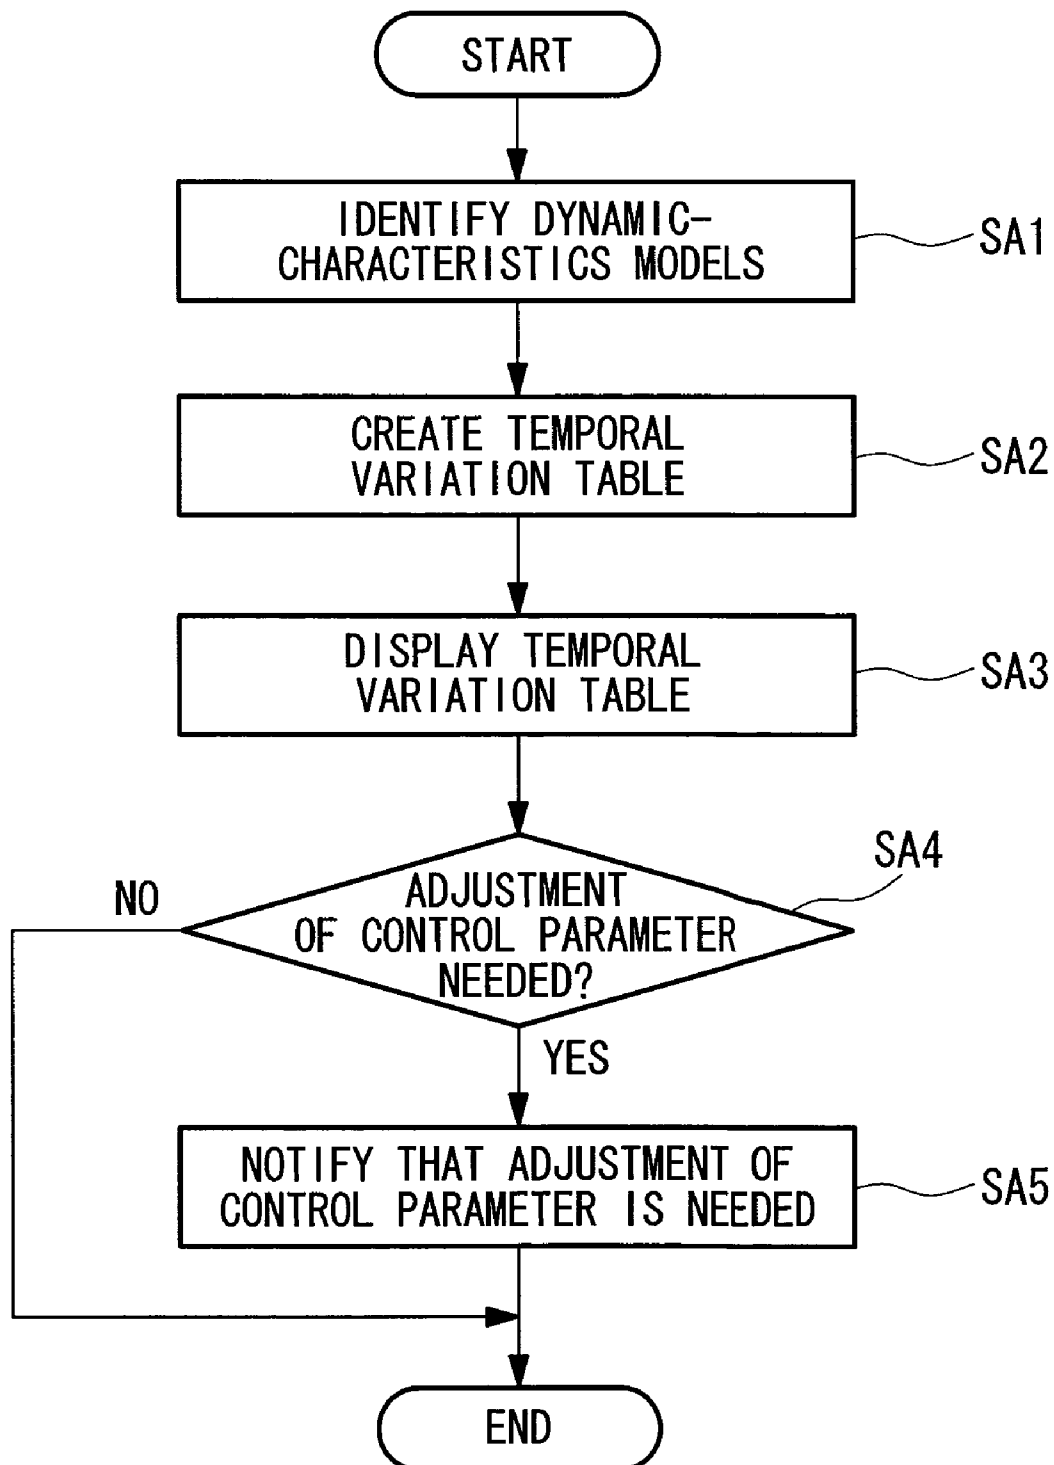 START
IDENTIFY DYNAMIC-
CHARACTERISTICS MODELS
SA1
CREATE TEMPORAL
VARIATION TABLE
SA2
DISPLAY TEMPORAL
VARIATION TABLE
SA3
SA4
NO
ADJUSTMENT
OF CONTROL PARAMETER
NEEDED?
YES
NOTIFY THAT ADJUSTMENT OF
CONTROL PARAMETER IS NEEDED
SA5
END